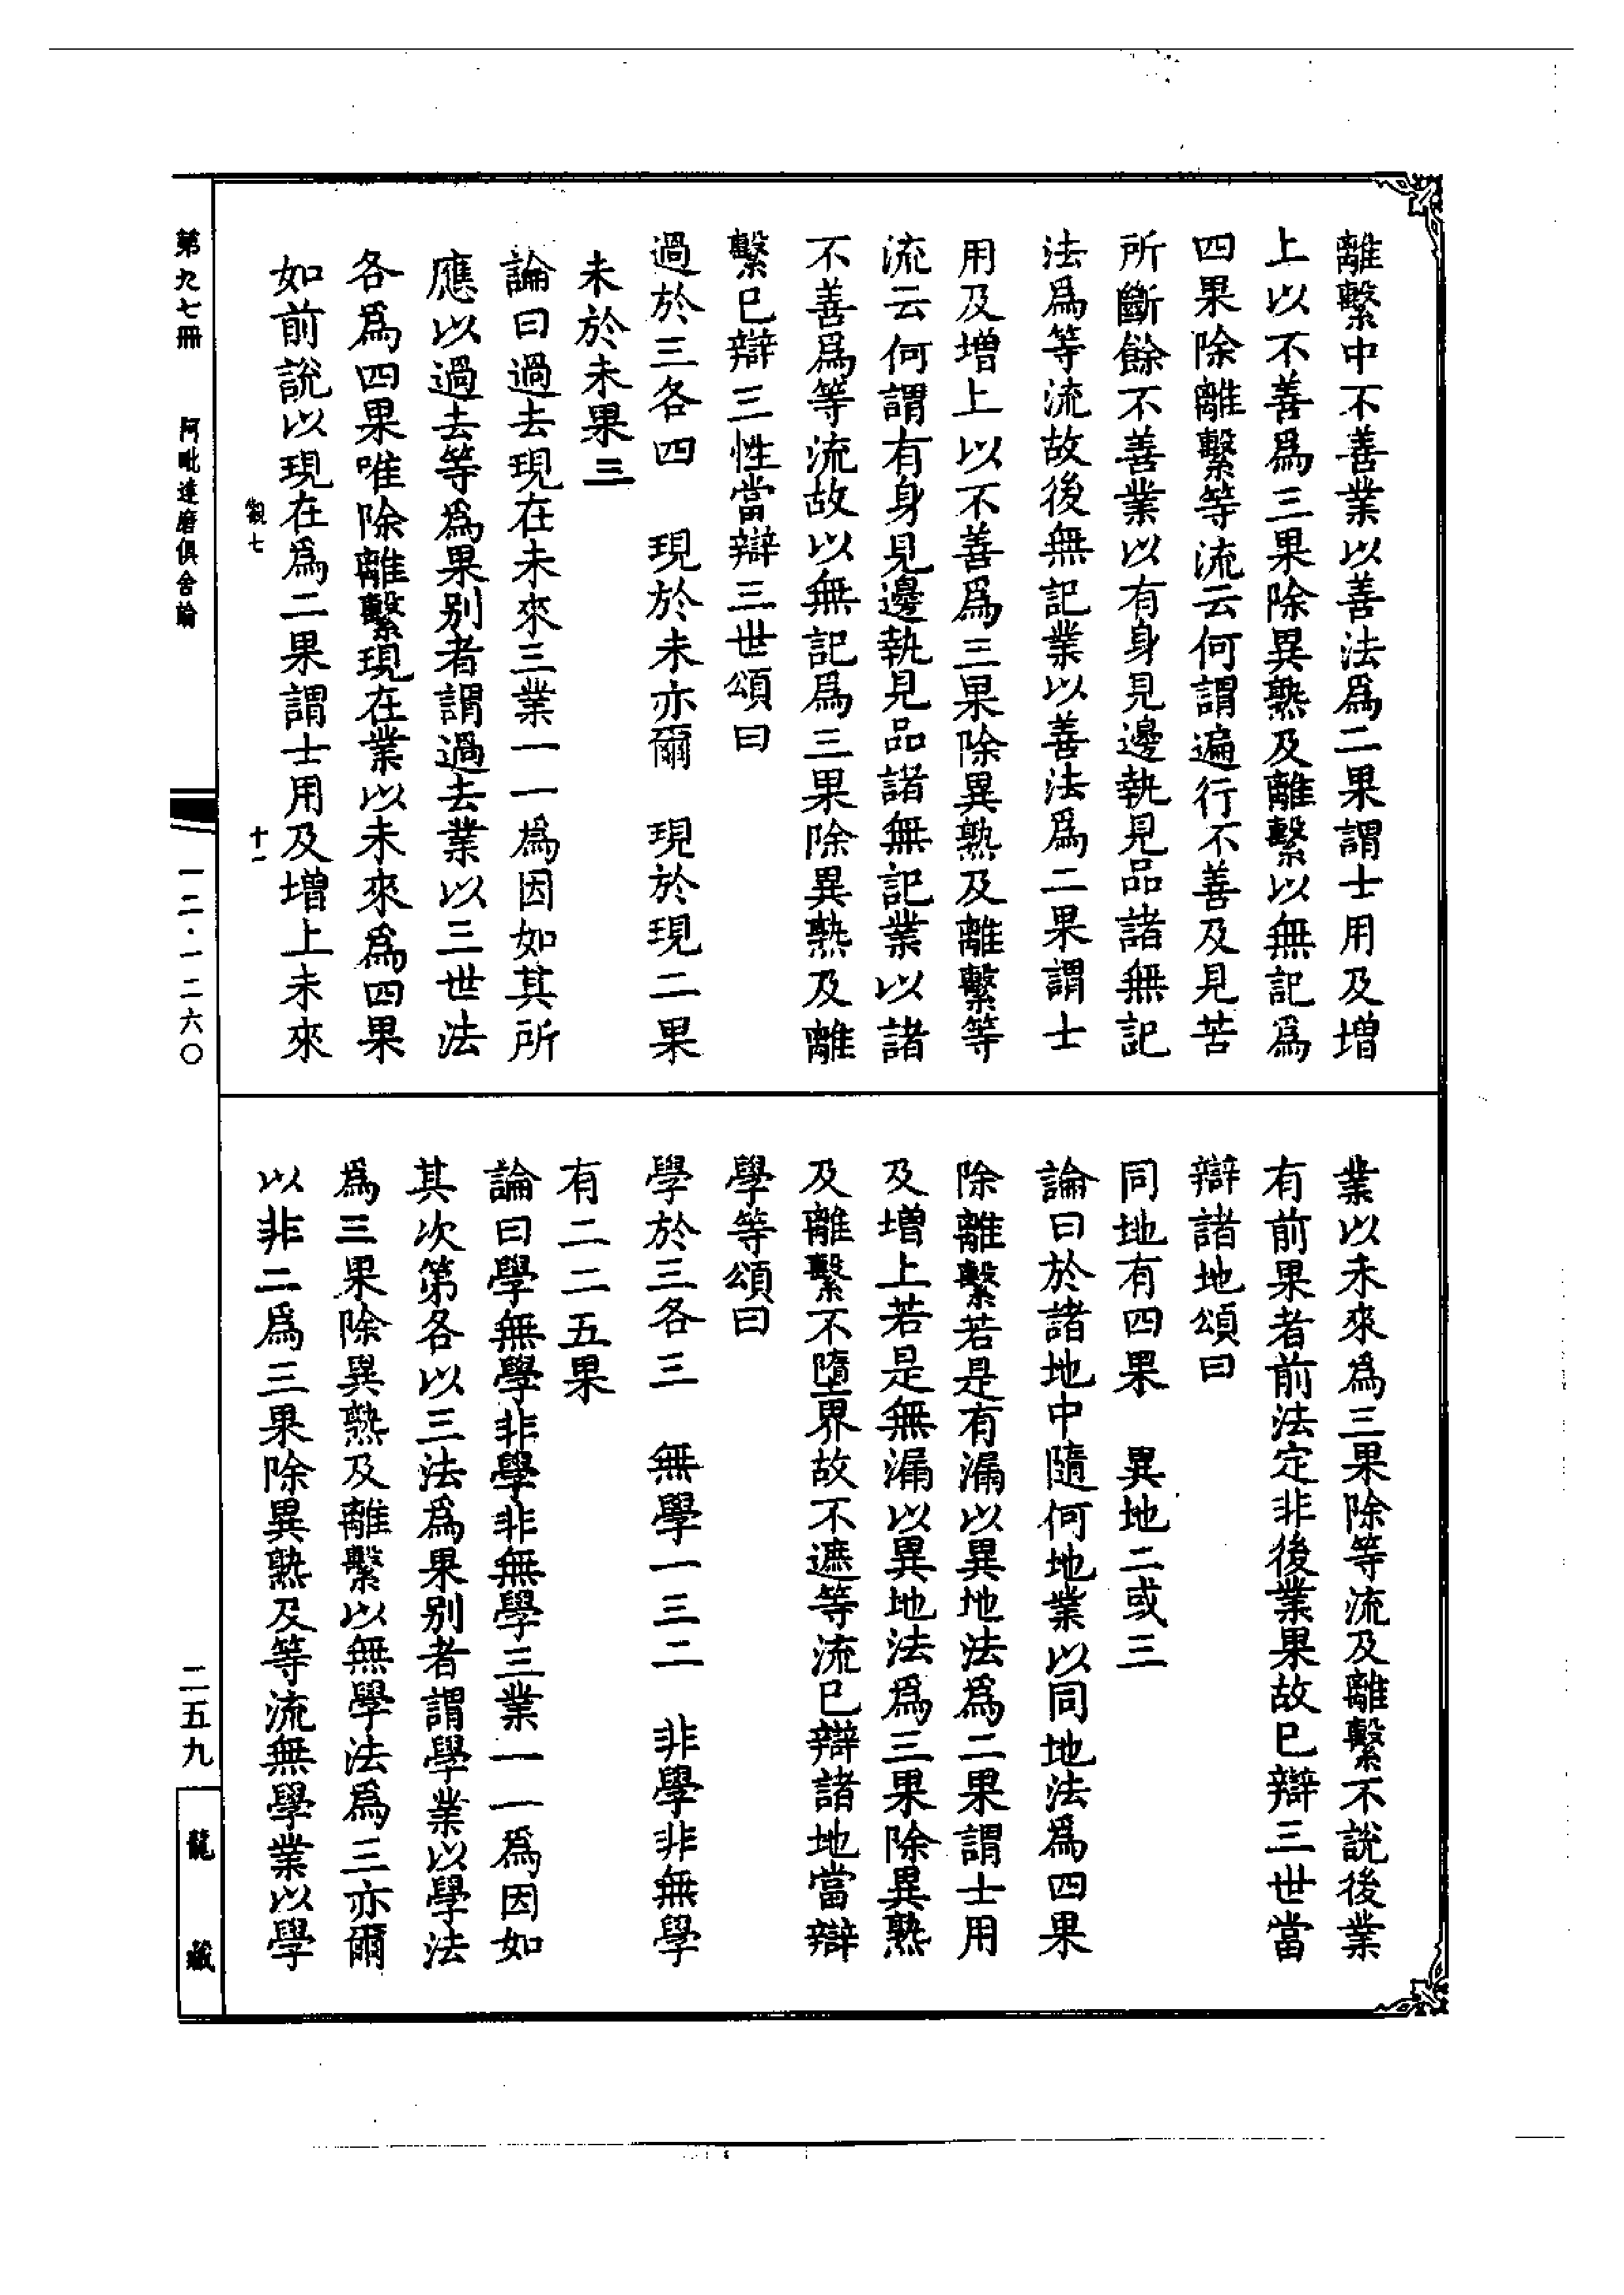 離繫中不善業以善法爲二果謂士用及增
上以不善爲三果除異熟及離繫以無記爲
四果除離繫等流云何謂遍行不善及見苦
所斷餘不善業以有身見邊執見品諸無記
法爲等流故後無記業以善法爲二果謂士
用及增上以不善爲三果除異熟及離繫等
流云何謂有身見邊執見品諸無記業以諸
不善爲等流故以無記爲三果除異熟及離
繫已辯三性當辯三世頌曰
過於三各四　現於未亦爾　現於現二果
未於未果三
論曰過去現在未來三業一一爲因如其所
應以過去等爲果別者謂過去業以三世法
各爲四果唯除離繫現在業以未來爲四果
如前說以現在爲二果謂士用及增上未來
業以未來爲三果除等流及離繫不說後業
有前果者前法定非後業果故已辯三世當
辯諸地頌曰
同地有四果　異地二或三
論曰於諸地中隨何地業以同地法爲四果
除離繫若是有漏以異地法爲二果謂士用
及增上若是無漏以異地法爲三果除異熟
及離繫不墮界故不遮等流已辯諸地當辯
學等頌曰
學於三各三　無學一三二　非學非無學
有二二五果
論曰學無學非學非無學三業一一爲因如
其次第各以三法爲果別者謂學業以學法
爲三果除異熟及離繫以無學法爲三亦爾
以非二爲三果除異熟及等流無學業以學
觀七
十一
第九七冊　阿毗達磨俱舍論
一二·一二六〇
二五九
龍藏